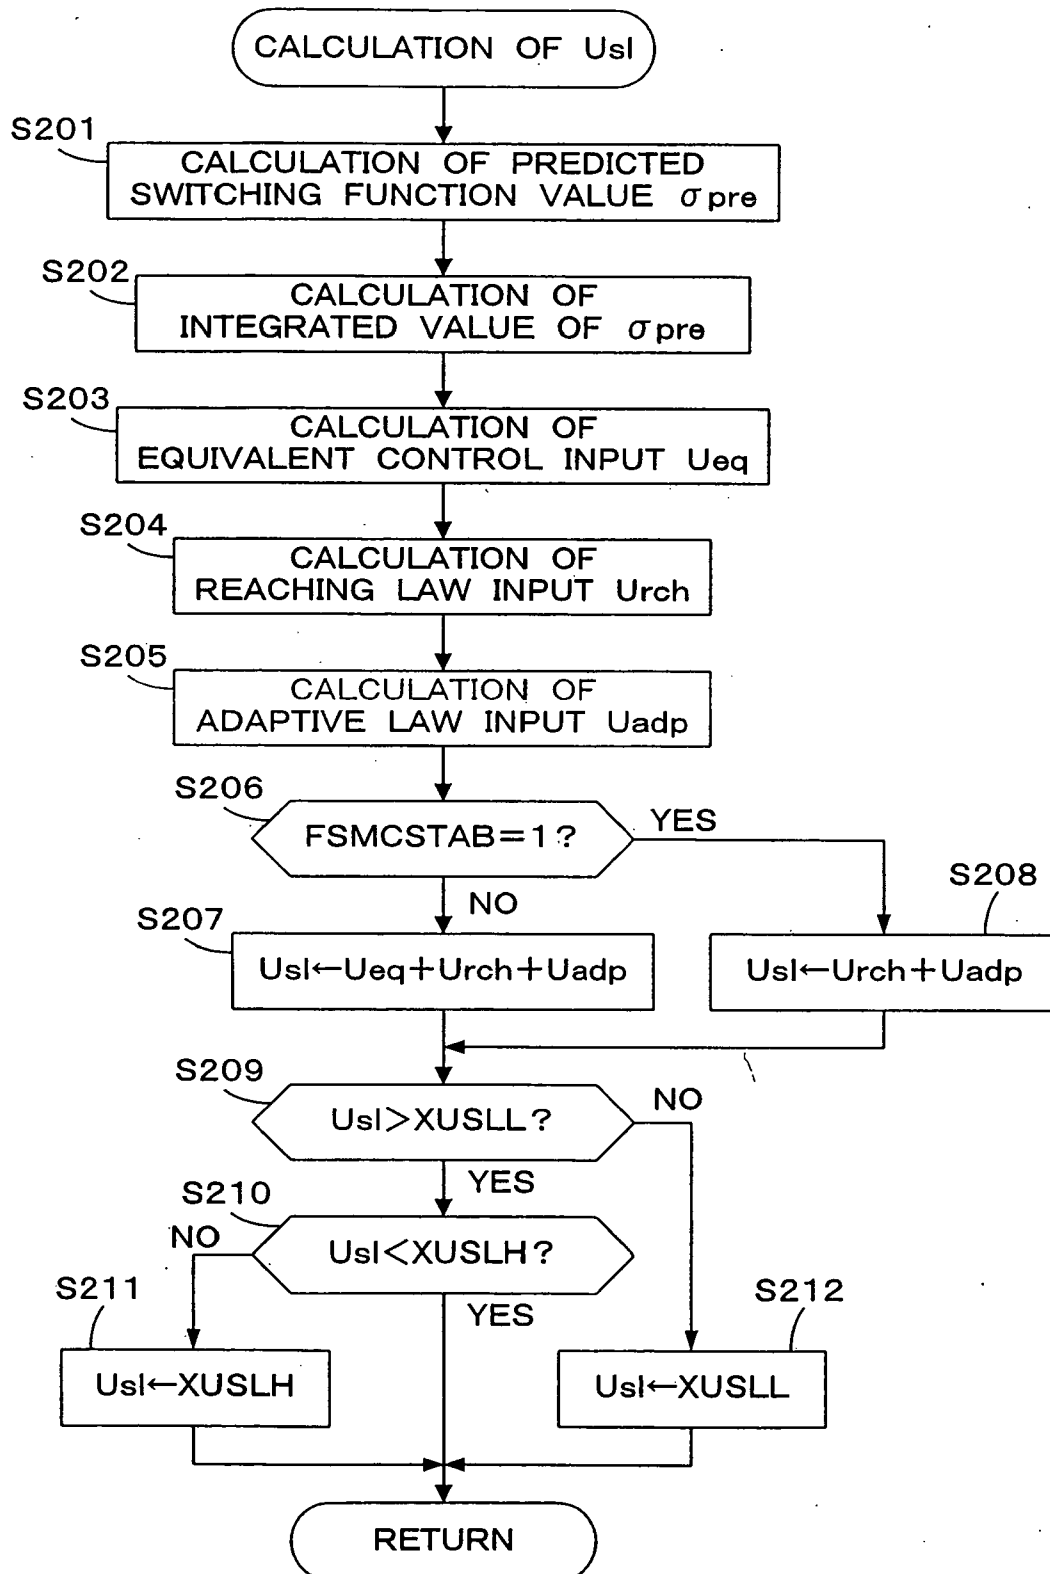 CALCULATION OF Usl
S201
CALCULATION OF PREDICTED
SWITCHING FUNCTION VALUE σpre
S202
CALCULATION OF
INTEGRATED VALUE OF σpre
S203
CALCULATION OF
EQUIVALENT CONTROL INPUT Ueq
S204
CALCULATION OF
REACHING LAW INPUT Urch
S205
CALCULATION OF
ADAPTIVE LAW INPUT Uadp
S206
FSMCSTAB=1?
YES
NO
S207
Usl←Ueq+Urch+Uadp
S208
Usl←Urch+Uadp
S209
Usl>XUSLL?
NO
YES
S210
Usl<XUSLH?
NO
YES
S211
Usl←XUSLH
S212
Usl←XUSLL
RETURN